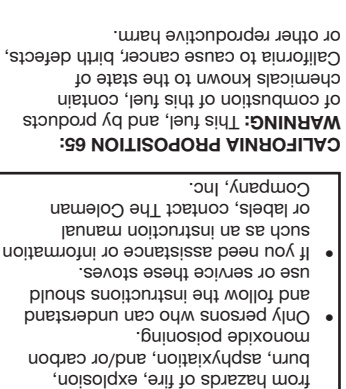 from hazards of fire, explosion,
burn, asphyxiation, and/or carbon
monoxide poisoning.
• Only persons who can understand
and follow the instructions should
use or service these stoves.
• If you need assistance or information
such as an instruction manual
or labels, contact The Coleman
Company, Inc.
CALIFORNIA PROPOSITION 65:
WARNING: This fuel, and by products
of combustion of this fuel, contain
chemicals known to the state of
California to cause cancer, birth defects,
or other reproductive harm.